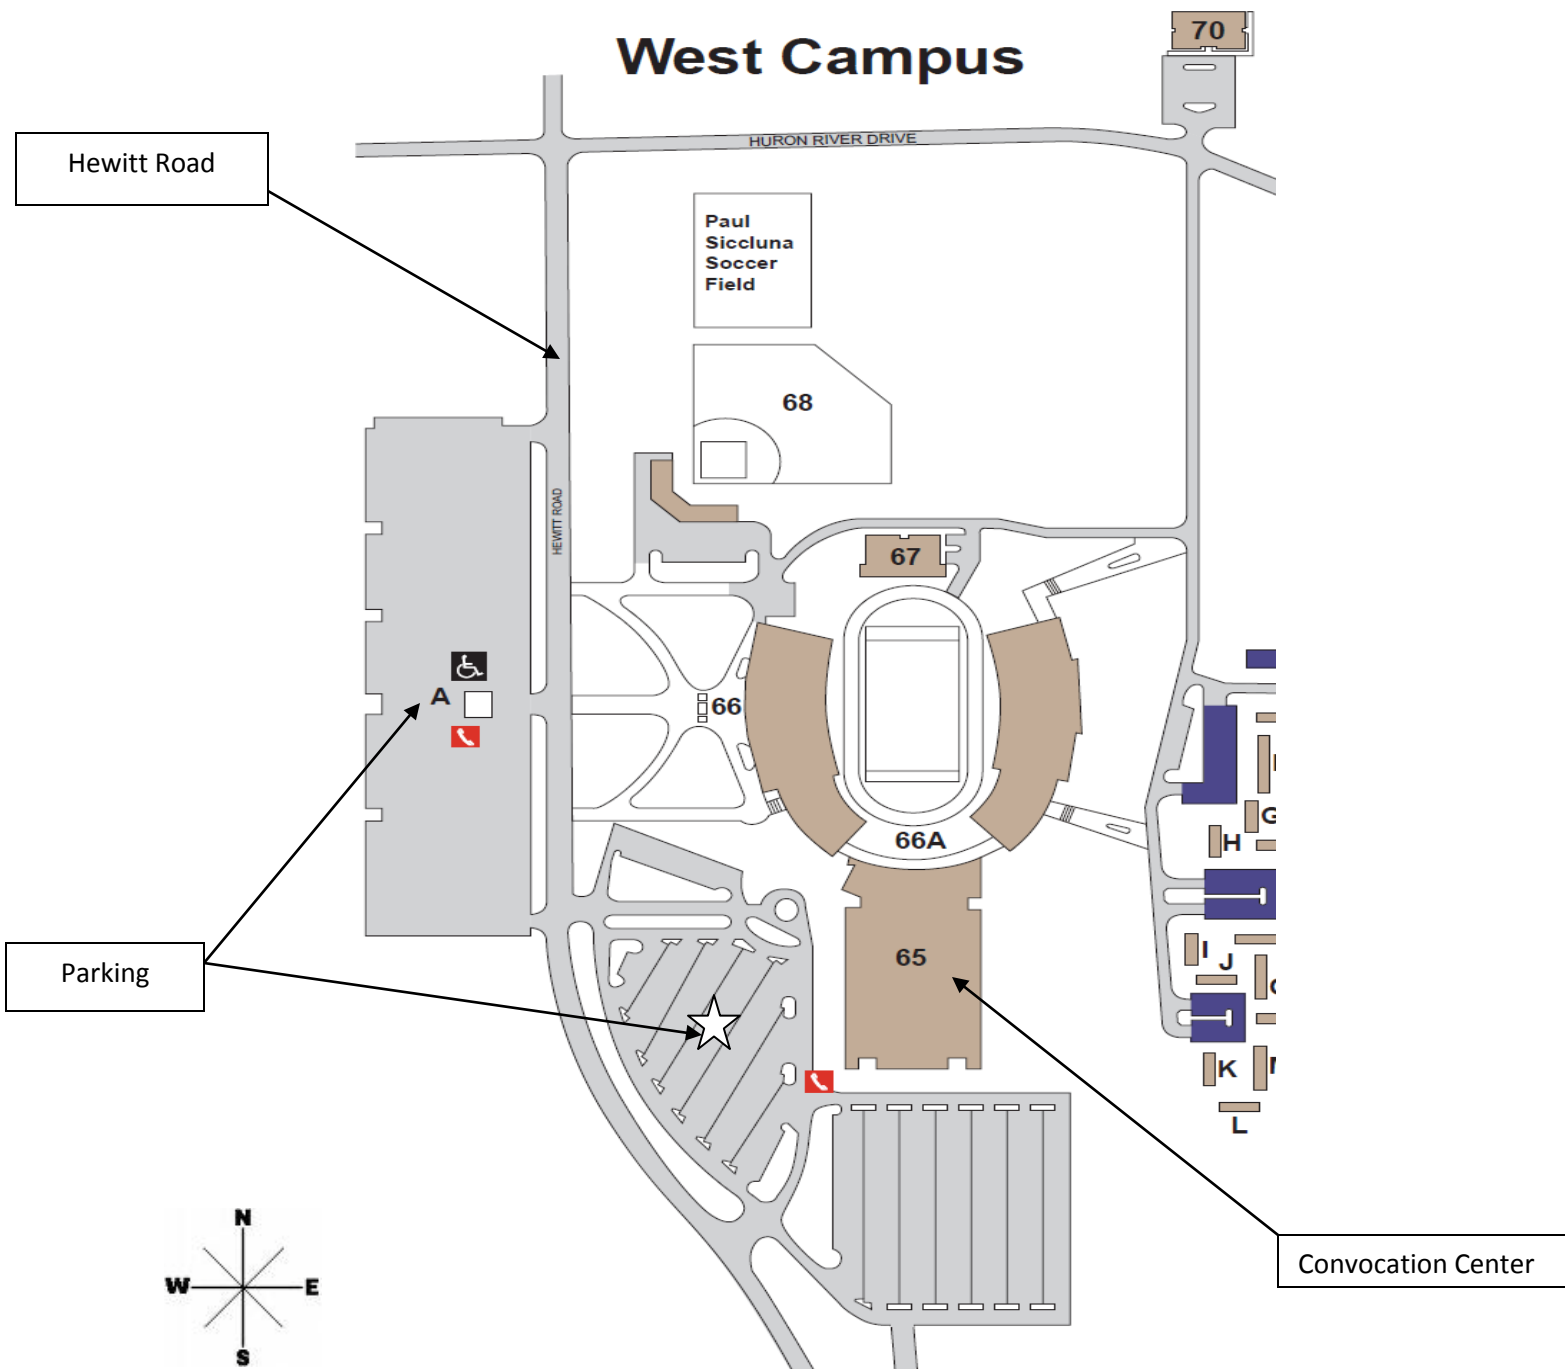 West Campus
70
HURON RIVER DRIVE
Hewitt Road
Paul
Siccluna
Soccer
Field
68
HEWITT ROAD
67
A
66
66A
G
H
65
I
J
K
L
Parking
Convocation Center
N
W
E
S